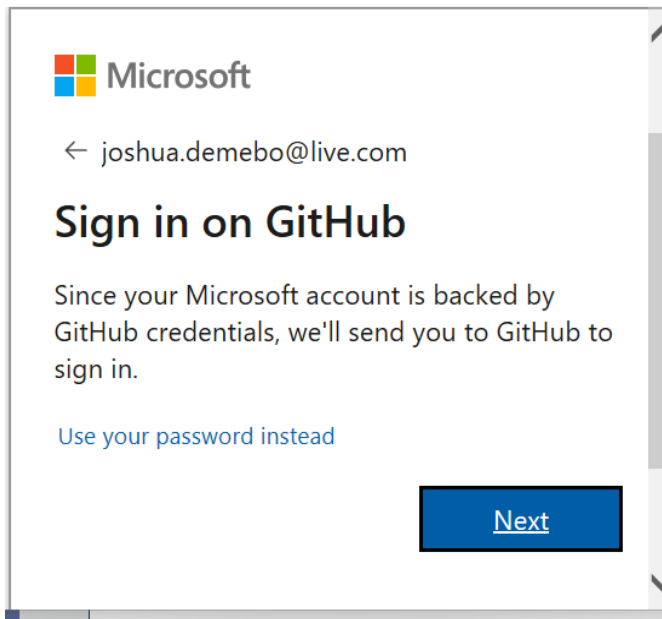 Microsoft
← joshua.demebo@live.com
Sign in on GitHub
Since your Microsoft account is backed by
GitHub credentials, we'll send you to GitHub to
sign in.
Use your password instead
Next